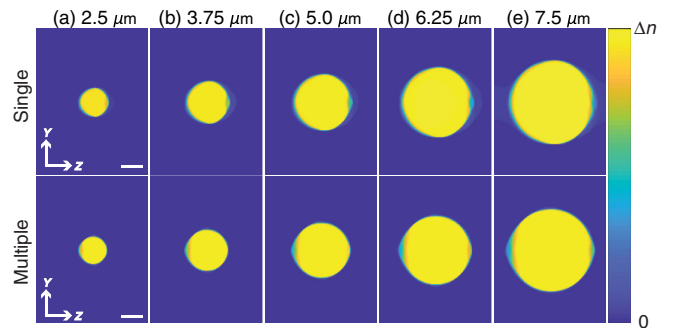 (a) 2.5 μm (b) 3.75 μm (c) 5.0 μm (d) 6.25 μm (e) 7.5 μm
Δn
Single
Y
Z
Multiple
Y
Z
0